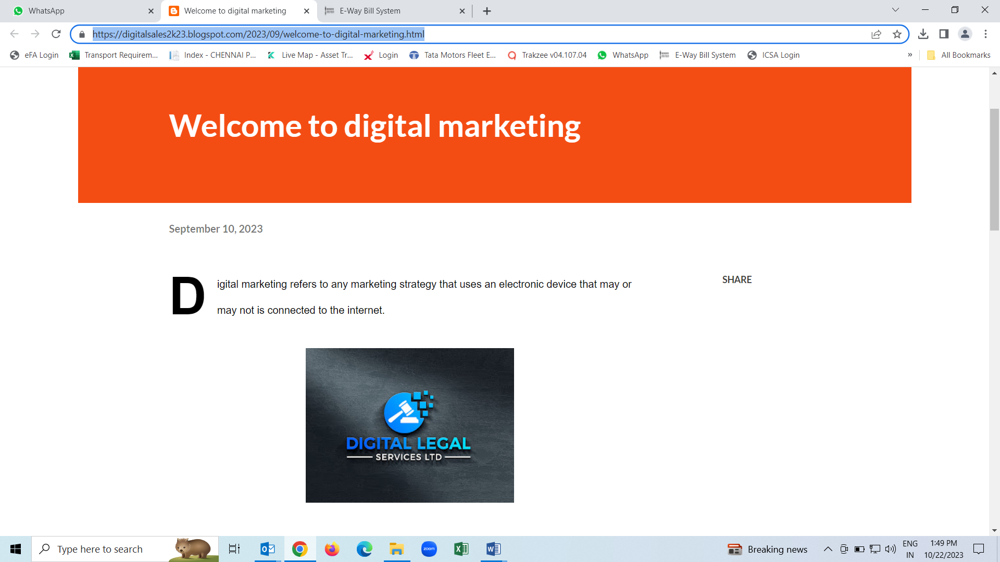 WhatsApp
Welcome to digital marketing
E-Way Bill System
https://digitalsales2k23.blogspot.com/2023/09/welcome-to-digital-marketing.html
eFA Login
Transport Requirem...
Index - CHENNAI P...
Live Map - Asset Tr...
Login
Tata Motors Fleet E...
Trakzee v04.107.04
WhatsApp
E-Way Bill System
ICSA Login
»
All Bookmarks
Welcome to digital marketing
September 10, 2023
Digital marketing refers to any marketing strategy that uses an electronic device that may or
may not is connected to the internet.
SHARE
DIGITAL LEGAL
SERVICES LTD
Type here to search
zoom
Breaking news
ENG
IN
1:49 PM
10/22/2023